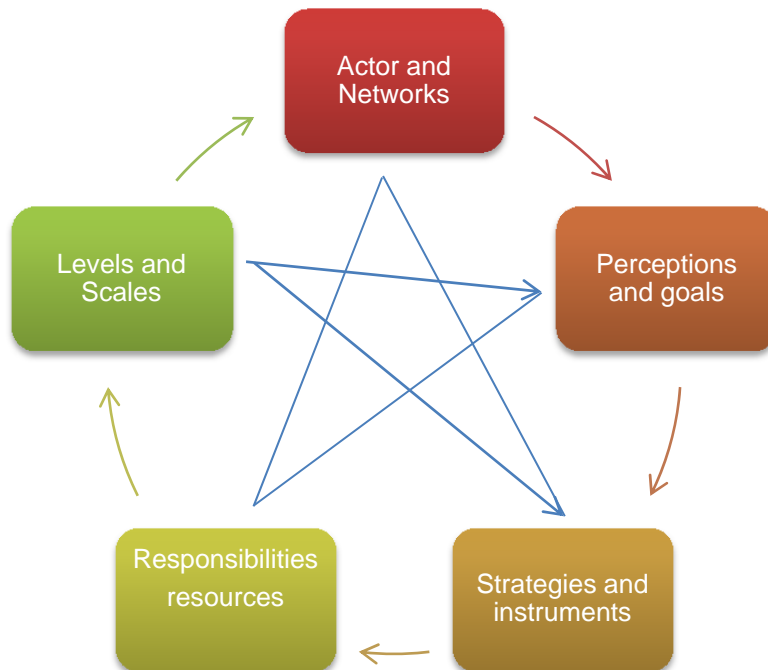 Actor and
Networks
Perceptions
and goals
Strategies and
instruments
Responsibilities
resources
Levels and
Scales